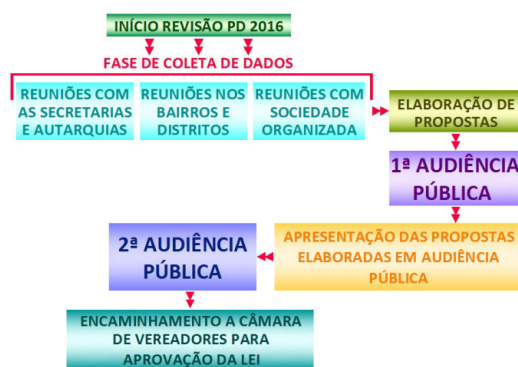 INÍCIO REVISÃO PD 2016
FASE DE COLETA DE DADOS
REUNIÕES COM
AS SECRETARIAS
E AUTARQUIAS
REUNIÕES NOS
BAIRROS E
DISTRITOS
REUNIÕES COM
SOCIEDADE
ORGANIZADA
ELABORAÇÃO DE
PROPOSTAS
1ª AUDIÊNCIA
PÚBLICA
APRESENTAÇÃO DAS PROPOSTAS
ELABORADAS EM AUDIÊNCIA
PÚBLICA
2ª AUDIÊNCIA
PÚBLICA
ENCAMINHAMENTO A CÂMARA
DE VEREADORES PARA
APROVAÇÃO DA LEI